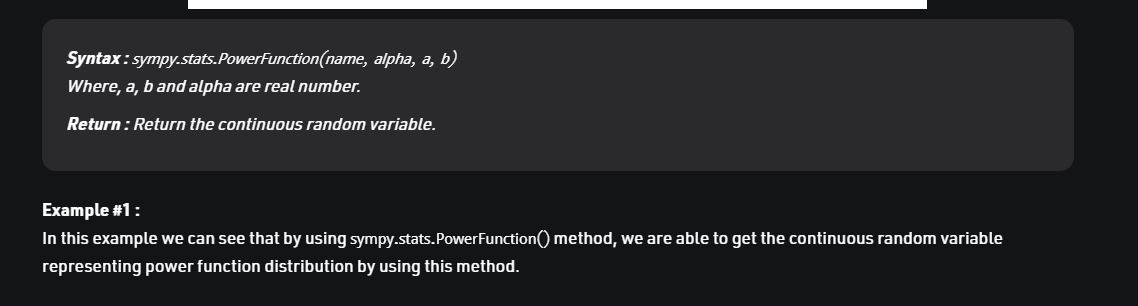 Syntax : sympy.stats.PowerFunction(name, alpha, a, b)
Where, a, b and alpha are real number.
Return : Return the continuous random variable.
Example #1 :
In this example we can see that by using sympy.stats.PowerFunction() method, we are able to get the continuous random variable
representing power function distribution by using this method.